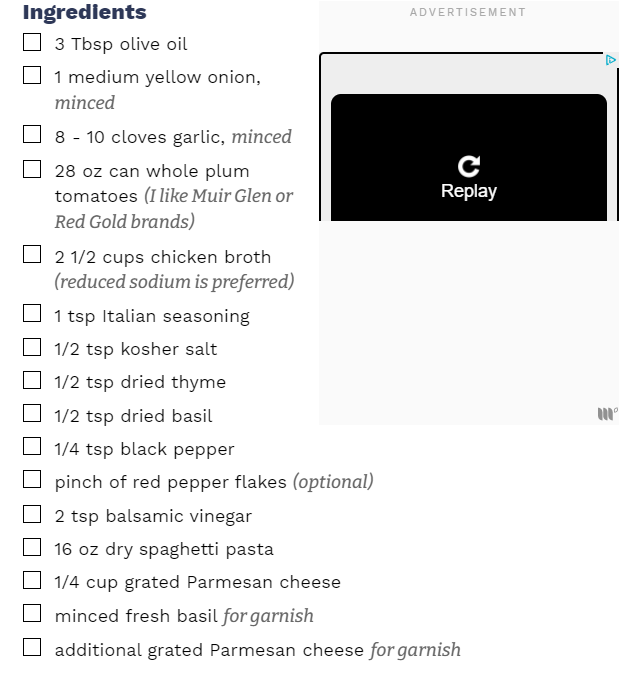 Ingredients
ADVERTISEMENT
3 Tbsp olive oil
1 medium yellow onion,
minced
8 - 10 cloves garlic, minced
28 oz can whole plum
tomatoes (I like Muir Glen or
Red Gold brands)
Replay
2 1/2 cups chicken broth
(reduced sodium is preferred)
1 tsp Italian seasoning
1/2 tsp kosher salt
1/2 tsp dried thyme
1/2 tsp dried basil
1/4 tsp black pepper
pinch of red pepper flakes (optional)
2 tsp balsamic vinegar
16 oz dry spaghetti pasta
1/4 cup grated Parmesan cheese
minced fresh basil for garnish
additional grated Parmesan cheese for garnish